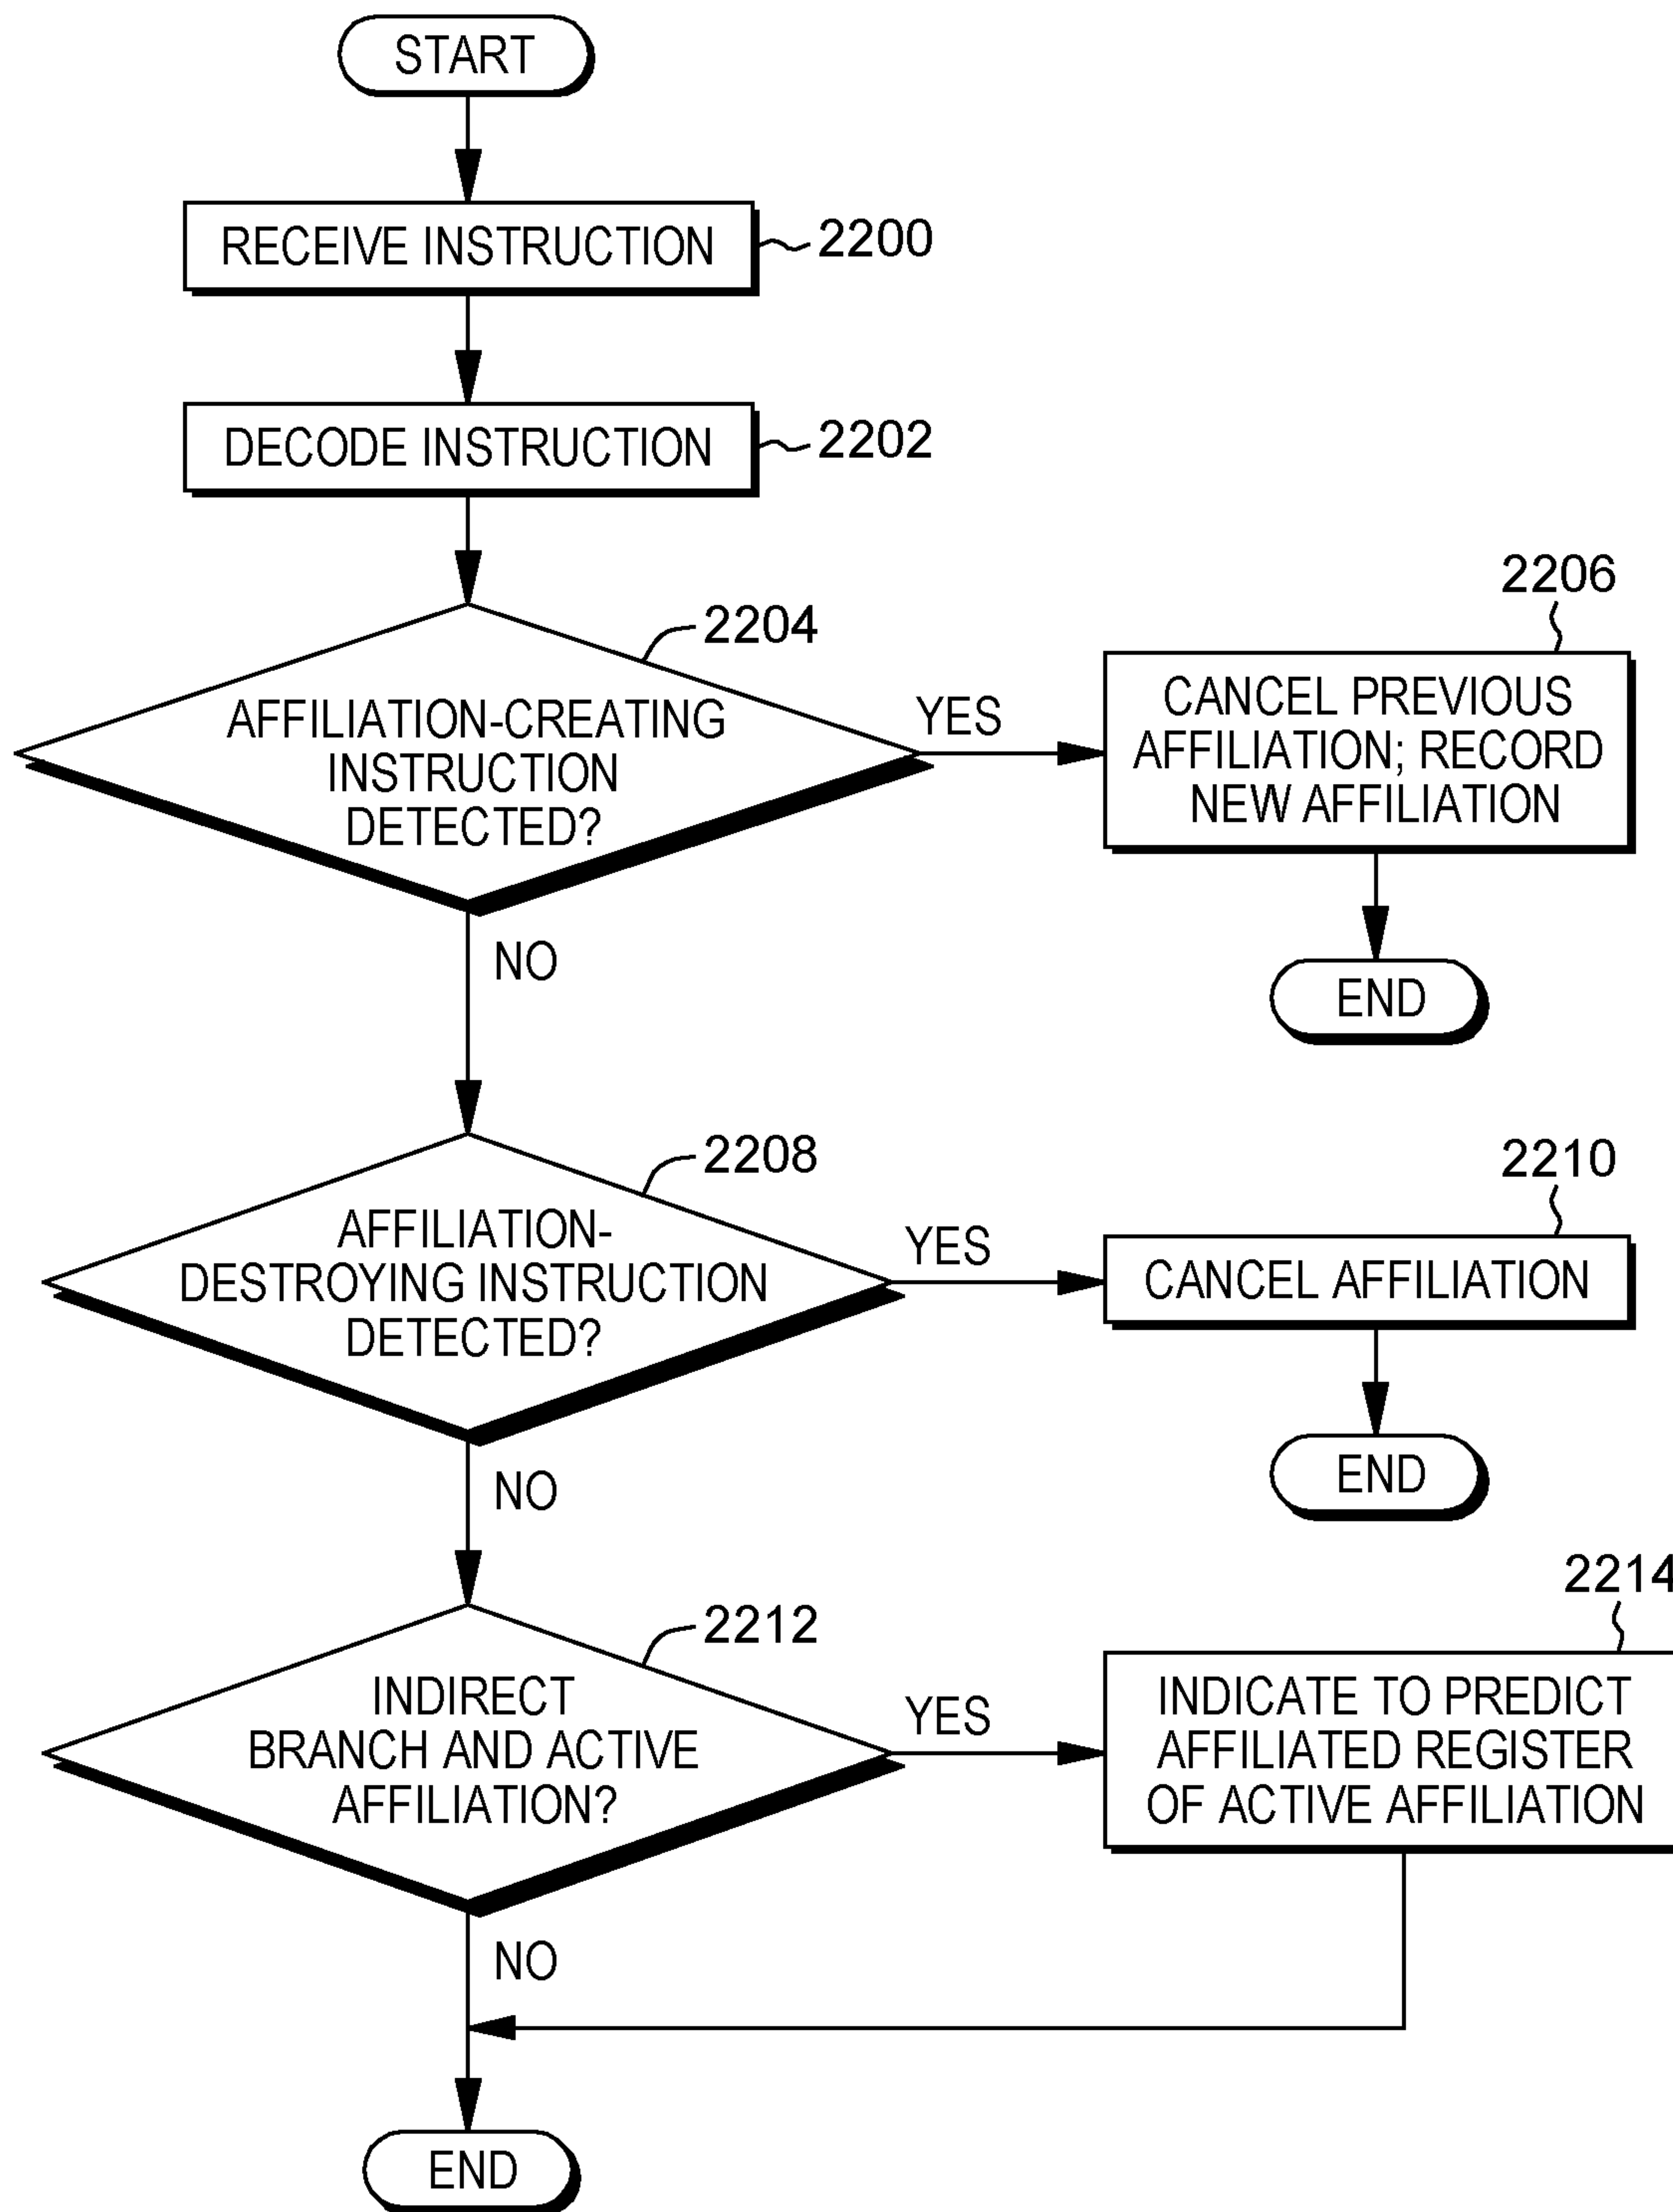 START
RECEIVE INSTRUCTION
2200
DECODE INSTRUCTION
2202
2204
AFFILIATION-CREATING
INSTRUCTION
DETECTED?
YES
2206
CANCEL PREVIOUS
AFFILIATION; RECORD
NEW AFFILIATION
END
NO
2208
AFFILIATION-
DESTROYING INSTRUCTION
DETECTED?
YES
2210
CANCEL AFFILIATION
END
NO
2212
INDIRECT
BRANCH AND ACTIVE
AFFILIATION?
YES
2214
INDICATE TO PREDICT
AFFILIATED REGISTER
OF ACTIVE AFFILIATION
NO
END